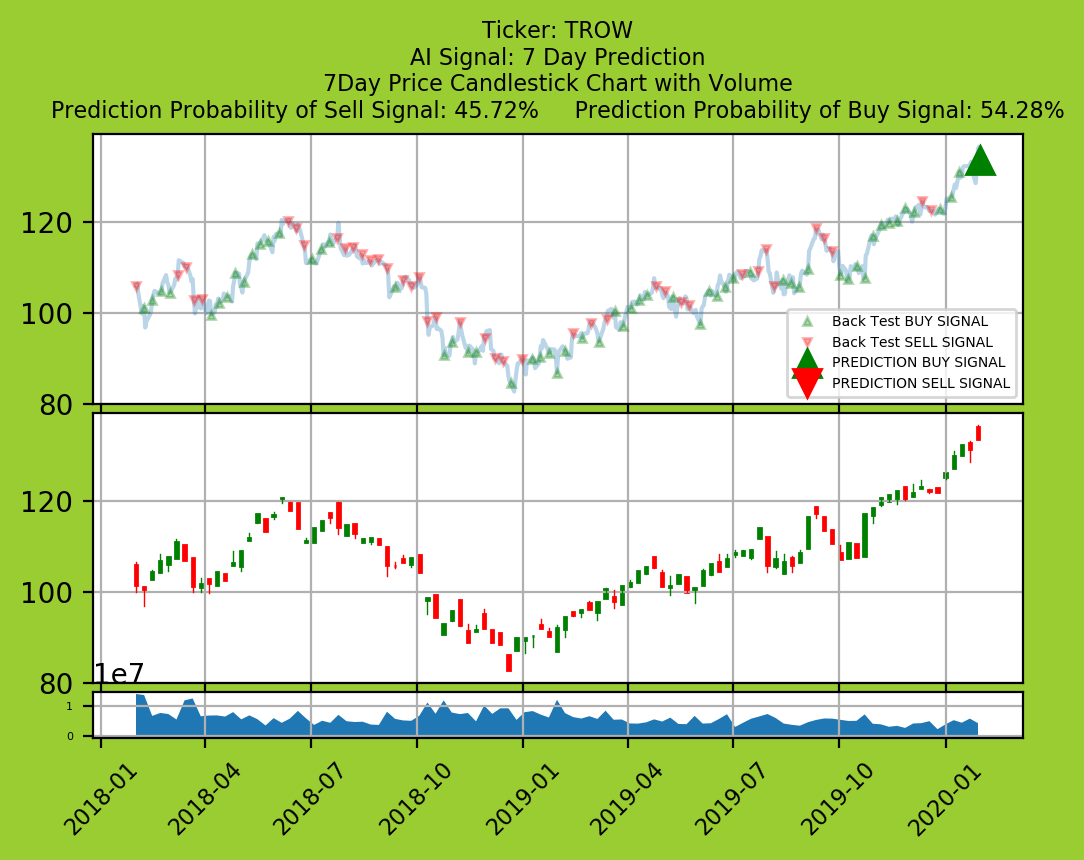 Ticker: TROW
AI Signal: 7 Day Prediction
7Day Price Candlestick Chart with Volume
Prediction Probability of Sell Signal: 45.72%     Prediction Probability of Buy Signal: 54.28%
120
100
80
Back Test BUY SIGNAL
Back Test SELL SIGNAL
PREDICTION BUY SIGNAL
PREDICTION SELL SIGNAL
120
100
80
1e7
1
0
2018-01
2018-04
2018-07
2018-10
2019-01
2019-04
2019-07
2019-10
2020-01